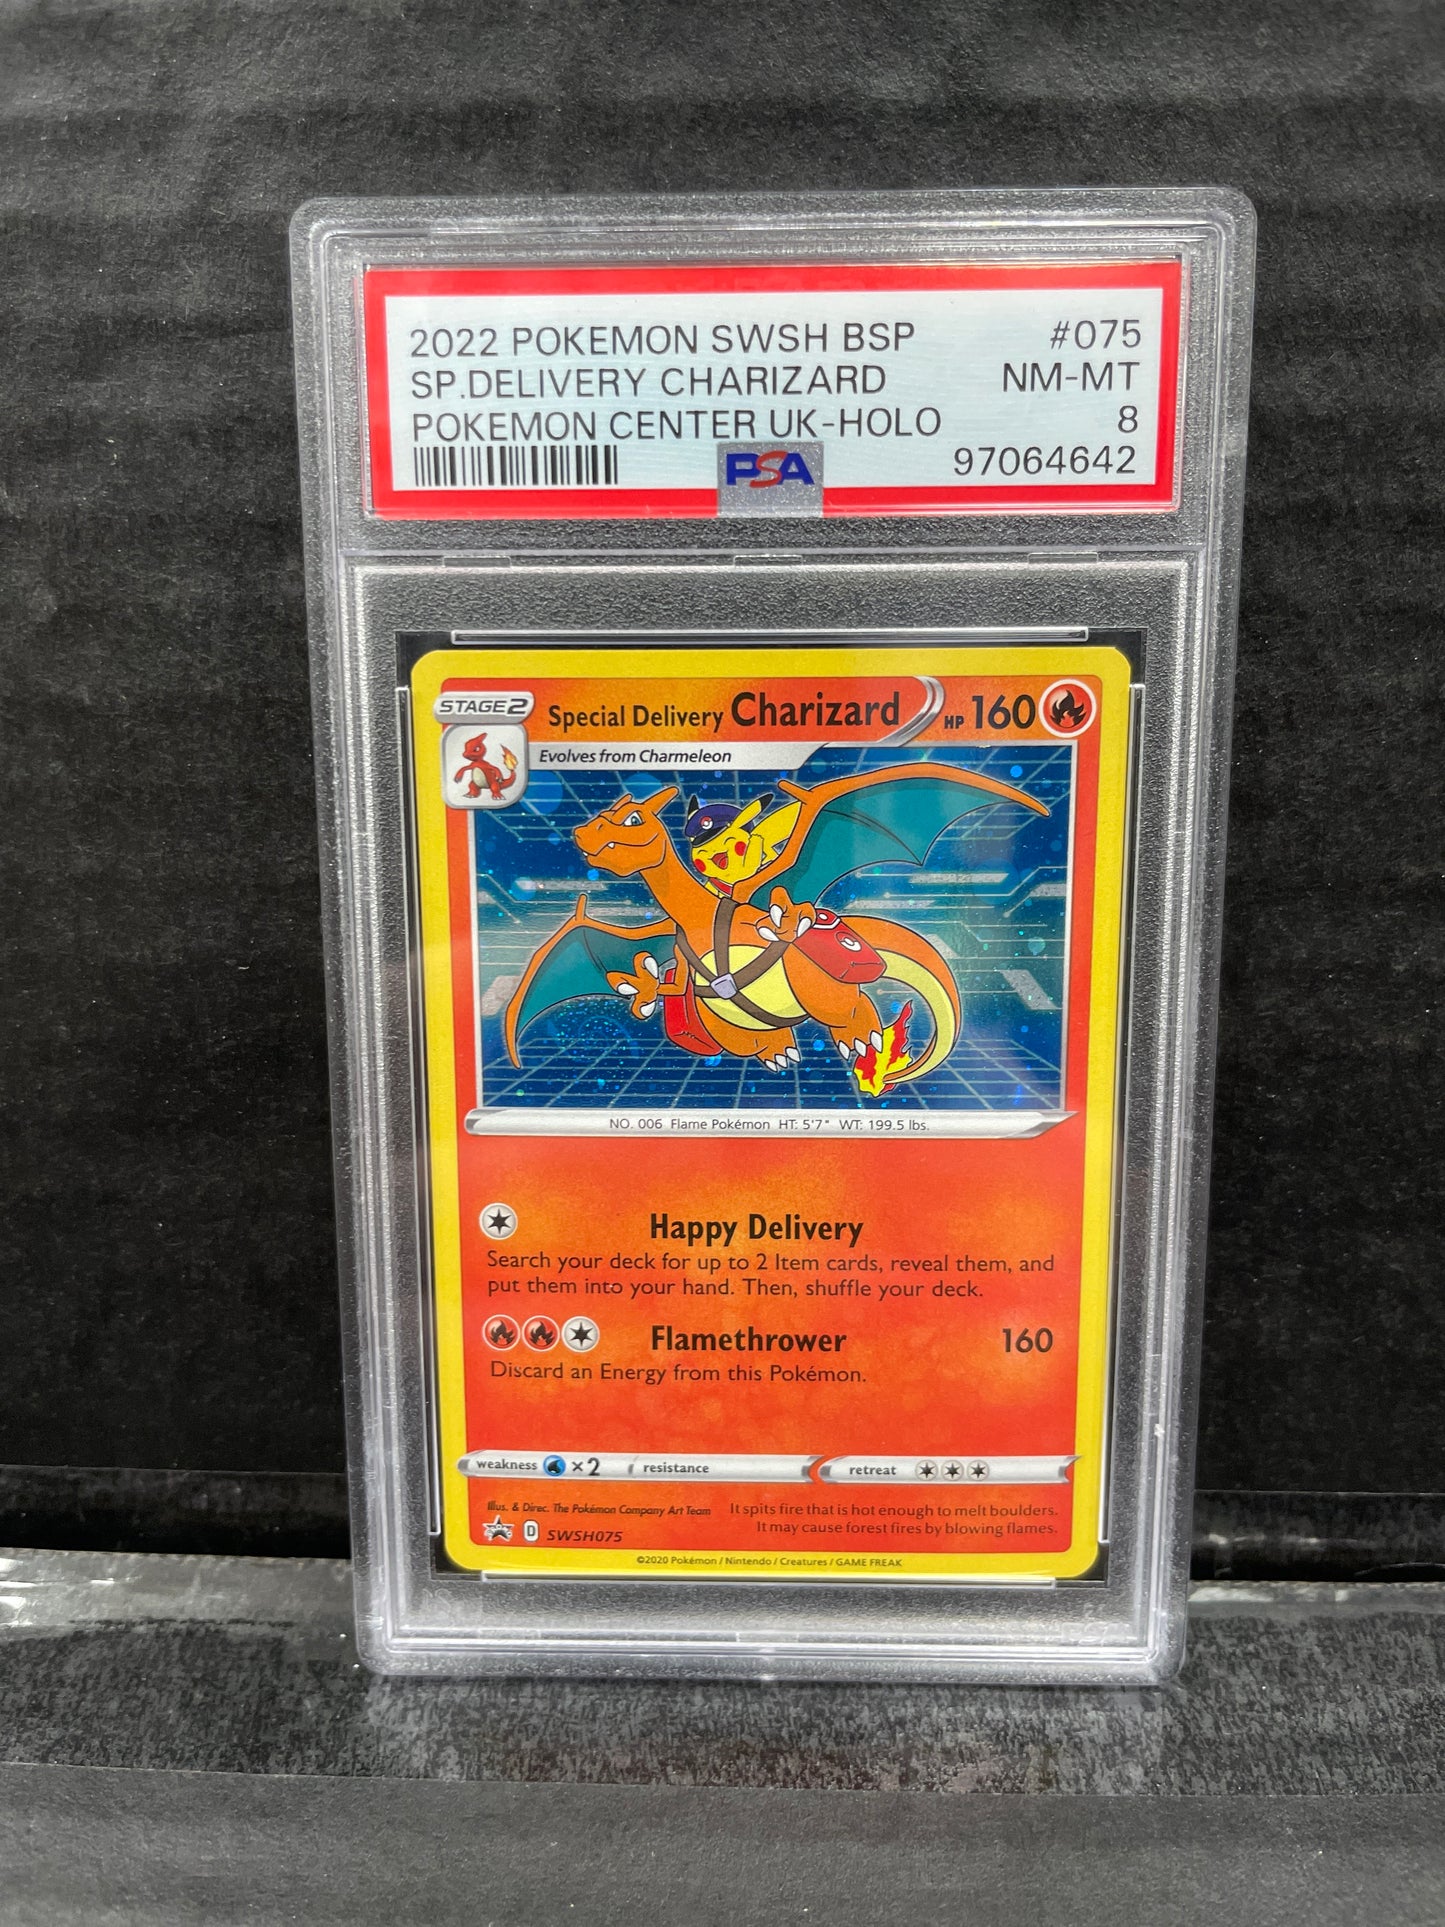 2022 POKEMON SWSH BSP #075
SP.DELIVERY CHARIZARD NM-MT
POKEMON CENTER UK-HOLO 8
PSA 97064642
STAGE2 Special Delivery Charizard HP 160
Evolves from Charmeleon
NO. 006 Flame Pokémon HT: 5'7" WT: 199.5 lbs.
Happy Delivery
Search your deck for up to 2 Item cards, reveal them, and
put them into your hand. Then, shuffle your deck.
Flamethrower 160
Discard an Energy from this Pokémon.
weakness ×2 resistance retreat
Illus. & Direc. The Pokémon Company Art Team
It spits fire that is hot enough to melt boulders.
It may cause forest fires by blowing flames.
D SWSH075
©2020 Pokémon / Nintendo / Creatures / GAME FREAK